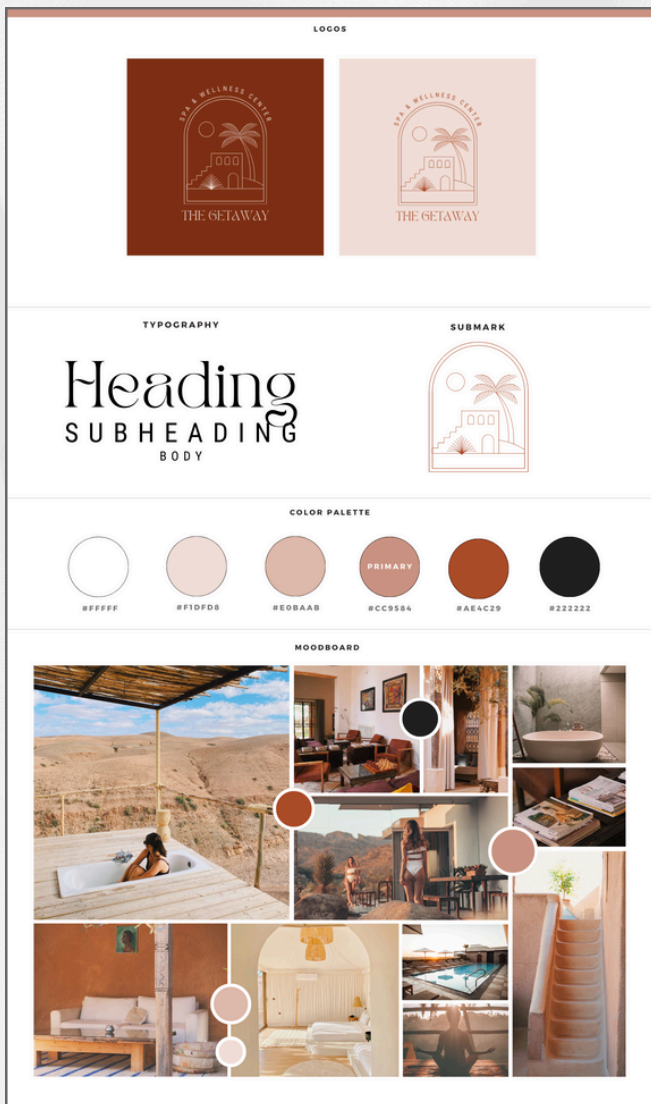 LOGOS
SPA & WELLNESS CENTER
THE GETAWAY
SPA & WELLNESS CENTER
THE GETAWAY
TYPOGRAPHY
Heading
SUBHEADING
BODY
SUBMARK
COLOR PALETTE
PRIMARY
#FFFFF
#F1DFD8
#E0BAAB
#CC9584
#AE4C29
#222222
MOODBOARD